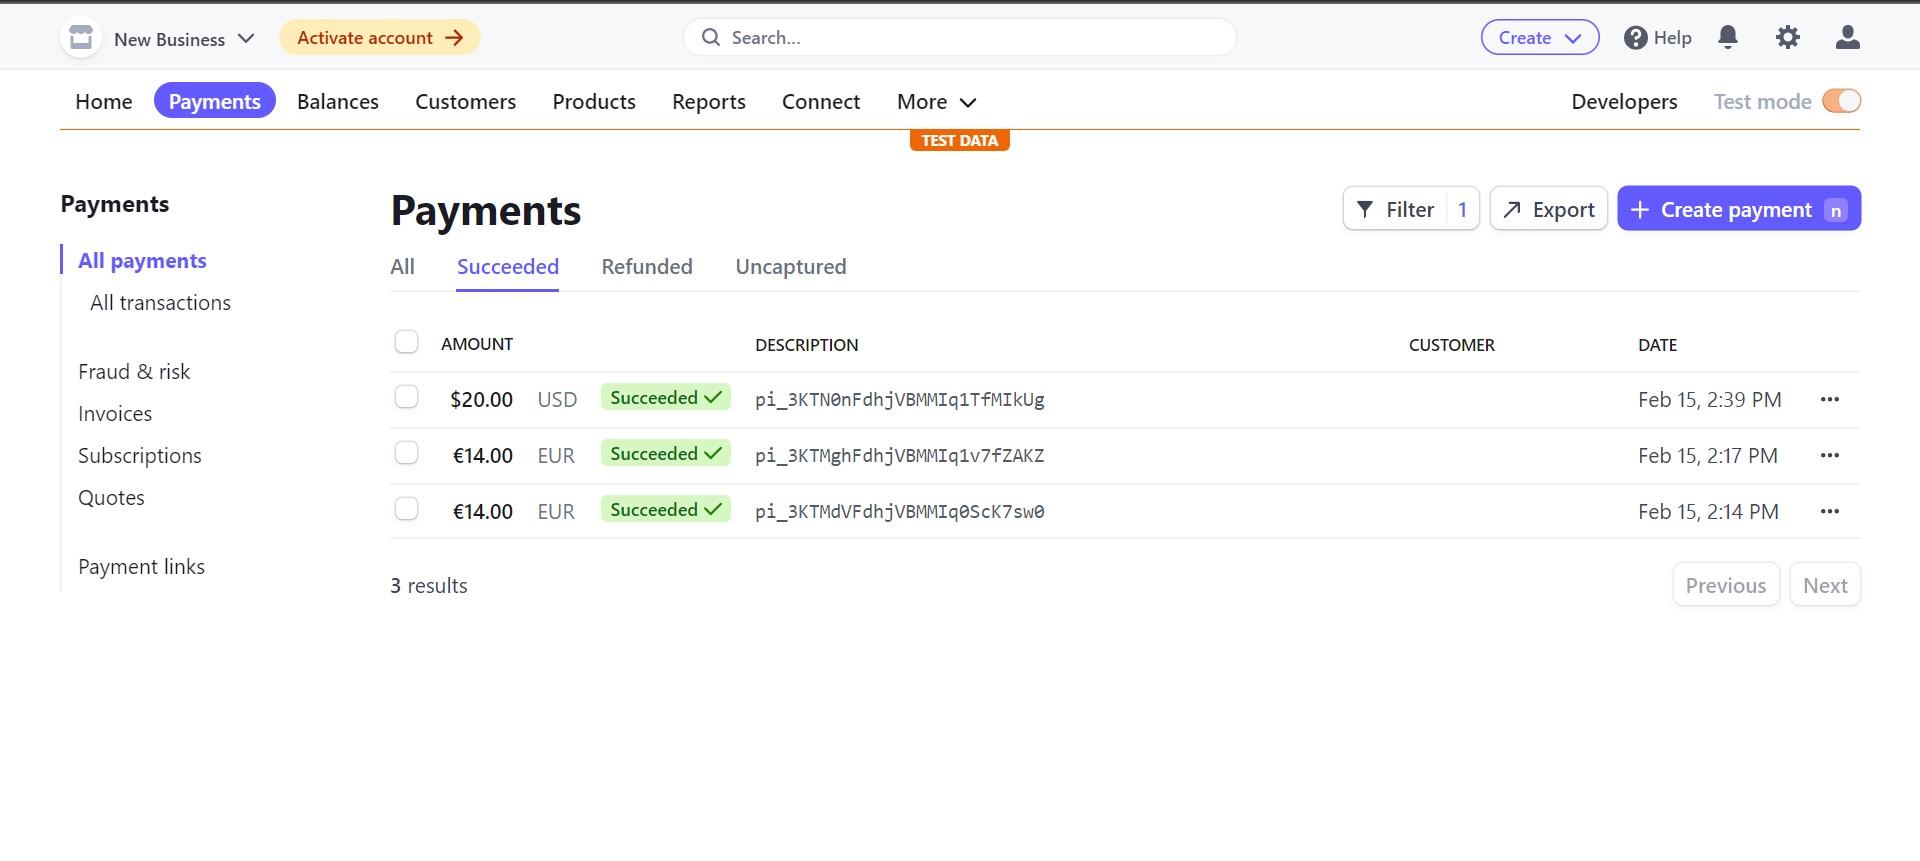 New Business
Activate account
Search...
Create
Help
Home
Payments
Balances
Customers
Products
Reports
Connect
More
Developers
Test mode
TEST DATA
Payments
All payments
All transactions
Fraud & risk
Invoices
Subscriptions
Quotes
Payment links
Payments
Filter 1
Export
Create payment n
All Succeeded Refunded Uncaptured
AMOUNT DESCRIPTION CUSTOMER DATE
$20.00 USD Succeeded pi_3KTN0nFdhjVBMMIq1TfMIkUg Feb 15, 2:39 PM
€14.00 EUR Succeeded pi_3KTMghFdhjVBMMIq1v7fZAKZ Feb 15, 2:17 PM
€14.00 EUR Succeeded pi_3KTMdVFdhjVBMMIq0ScK7sw0 Feb 15, 2:14 PM
3 results
Previous Next